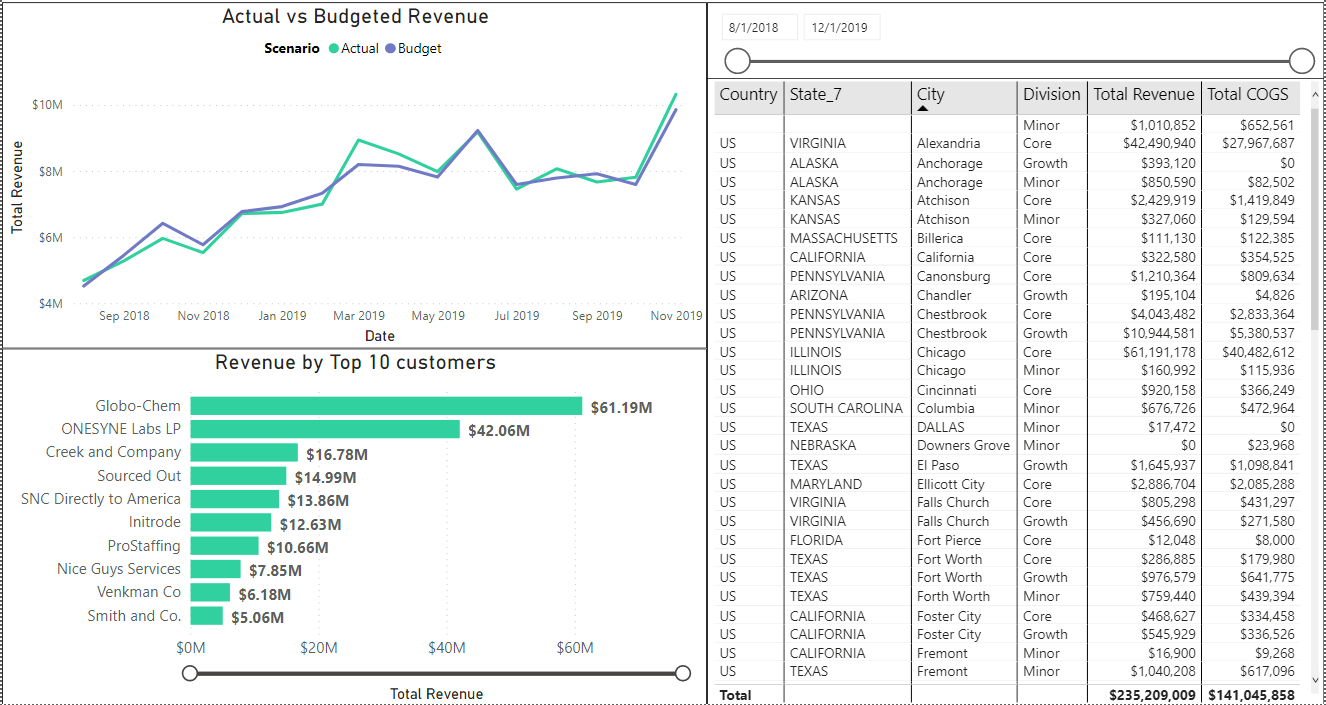 Actual vs Budgeted Revenue
Scenario Actual Budget
Total Revenue
$10M
$8M
$6M
$4M
Sep 2018 Nov 2018 Jan 2019 Mar 2019 May 2019 Jul 2019 Sep 2019 Nov 2019
Date
Revenue by Top 10 customers
Globo-Chem $61.19M
ONESYNE Labs LP $42.06M
Creek and Company $16.78M
Sourced Out $14.99M
SNC Directly to America $13.86M
Initrode $12.63M
ProStaffing $10.66M
Nice Guys Services $7.85M
Venkman Co $6.18M
Smith and Co. $5.06M
$0M $20M $40M $60M
Total Revenue
8/1/2018 12/1/2019
Country State_7 City Division Total Revenue Total COGS
Minor $1,010,852 $652,561
US VIRGINIA Alexandria Core $42,490,940 $27,967,687
US ALASKA Anchorage Growth $393,120 $0
US ALASKA Anchorage Minor $850,590 $82,502
US KANSAS Atchison Core $2,429,919 $1,419,849
US KANSAS Atchison Minor $327,060 $129,594
US MASSACHUSETTS Billerica Core $111,130 $122,385
US CALIFORNIA California Core $322,580 $354,525
US PENNSYLVANIA Canonsburg Core $1,210,364 $809,634
US ARIZONA Chandler Growth $195,104 $4,826
US PENNSYLVANIA Chestbrook Core $4,043,482 $2,833,364
US PENNSYLVANIA Chestbrook Growth $10,944,581 $5,380,537
US ILLINOIS Chicago Core $61,191,178 $40,482,612
US ILLINOIS Chicago Minor $160,992 $115,936
US OHIO Cincinnati Core $920,158 $366,249
US SOUTH CAROLINA Columbia Minor $676,726 $472,964
US TEXAS DALLAS Minor $17,472 $0
US NEBRASKA Downers Grove Minor $0 $23,968
US TEXAS El Paso Growth $1,645,937 $1,098,841
US MARYLAND Ellicott City Core $2,886,704 $2,085,288
US VIRGINIA Falls Church Core $805,298 $431,297
US VIRGINIA Falls Church Growth $456,690 $271,580
US FLORIDA Fort Pierce Core $12,048 $8,000
US TEXAS Fort Worth Core $286,885 $179,980
US TEXAS Fort Worth Growth $976,579 $641,775
US TEXAS Forth Worth Minor $759,440 $439,394
US CALIFORNIA Foster City Core $468,627 $334,458
US CALIFORNIA Foster City Growth $545,929 $336,526
US CALIFORNIA Fremont Minor $16,900 $9,268
US TEXAS Fremont Minor $1,040,208 $617,096
Total $235,209,009 $141,045,858